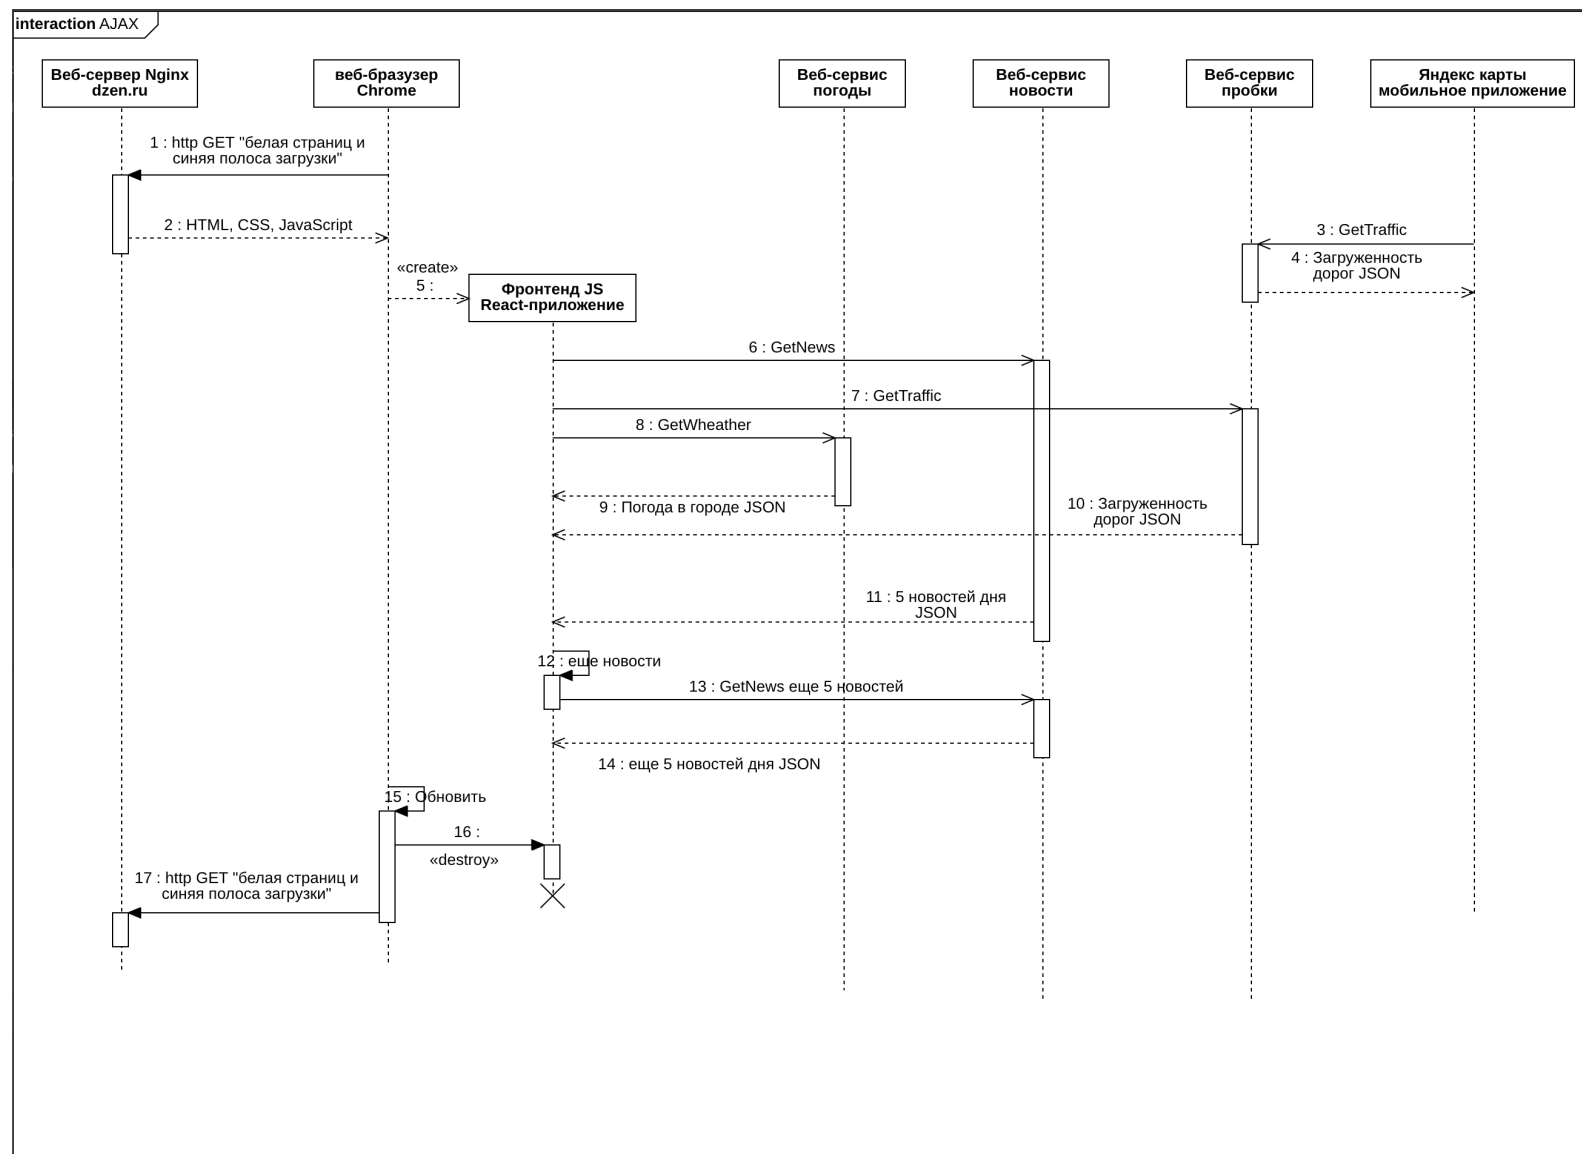 interaction AJAX
Веб-сервер Nginx
dzen.ru
веб-бразузер
Chrome
Веб-сервис
погоды
Веб-сервис
новости
Веб-сервис
пробки
Яндекс карты
мобильное приложение
1 : http GET "белая страниц и
синяя полоса загрузки"
2 : HTML, CSS, JavaScript
3 : GetTraffic
4 : Загруженность
дорог JSON
«create»
5 :
Фронтенд JS
React-приложение
6 : GetNews
7 : GetTraffic
8 : GetWheather
9 : Погода в городе JSON
10 : Загруженность
дорог JSON
11 : 5 новостей дня
JSON
12 : еше новости
13 : GetNews еще 5 новостей
14 : еще 5 новостей дня JSON
15 : Обновить
16 :
«destroy»
17 : http GET "белая страниц и
синяя полоса загрузки"